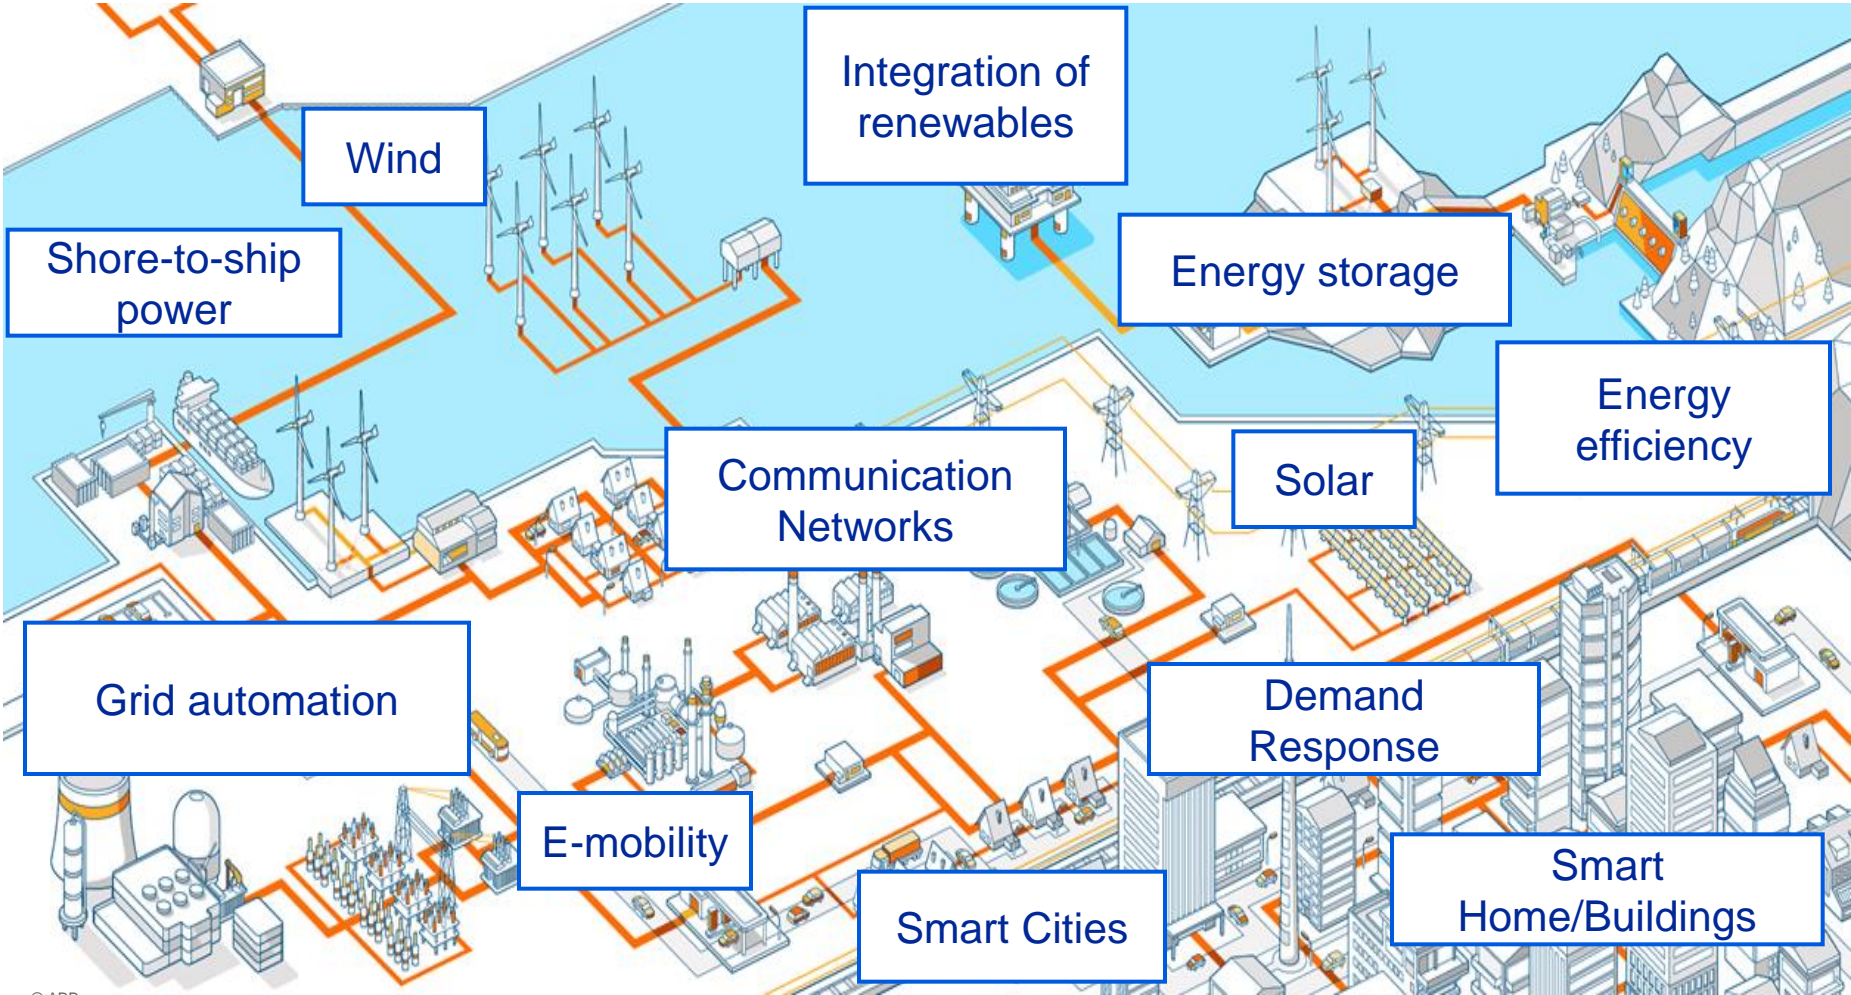 Integration of
renewables
Wind
Shore-to-ship
power
Energy storage
Energy
efficiency
Communication
Networks
Solar
Grid automation
Demand
Response
E-mobility
Smart Cities
Smart
Home/Buildings